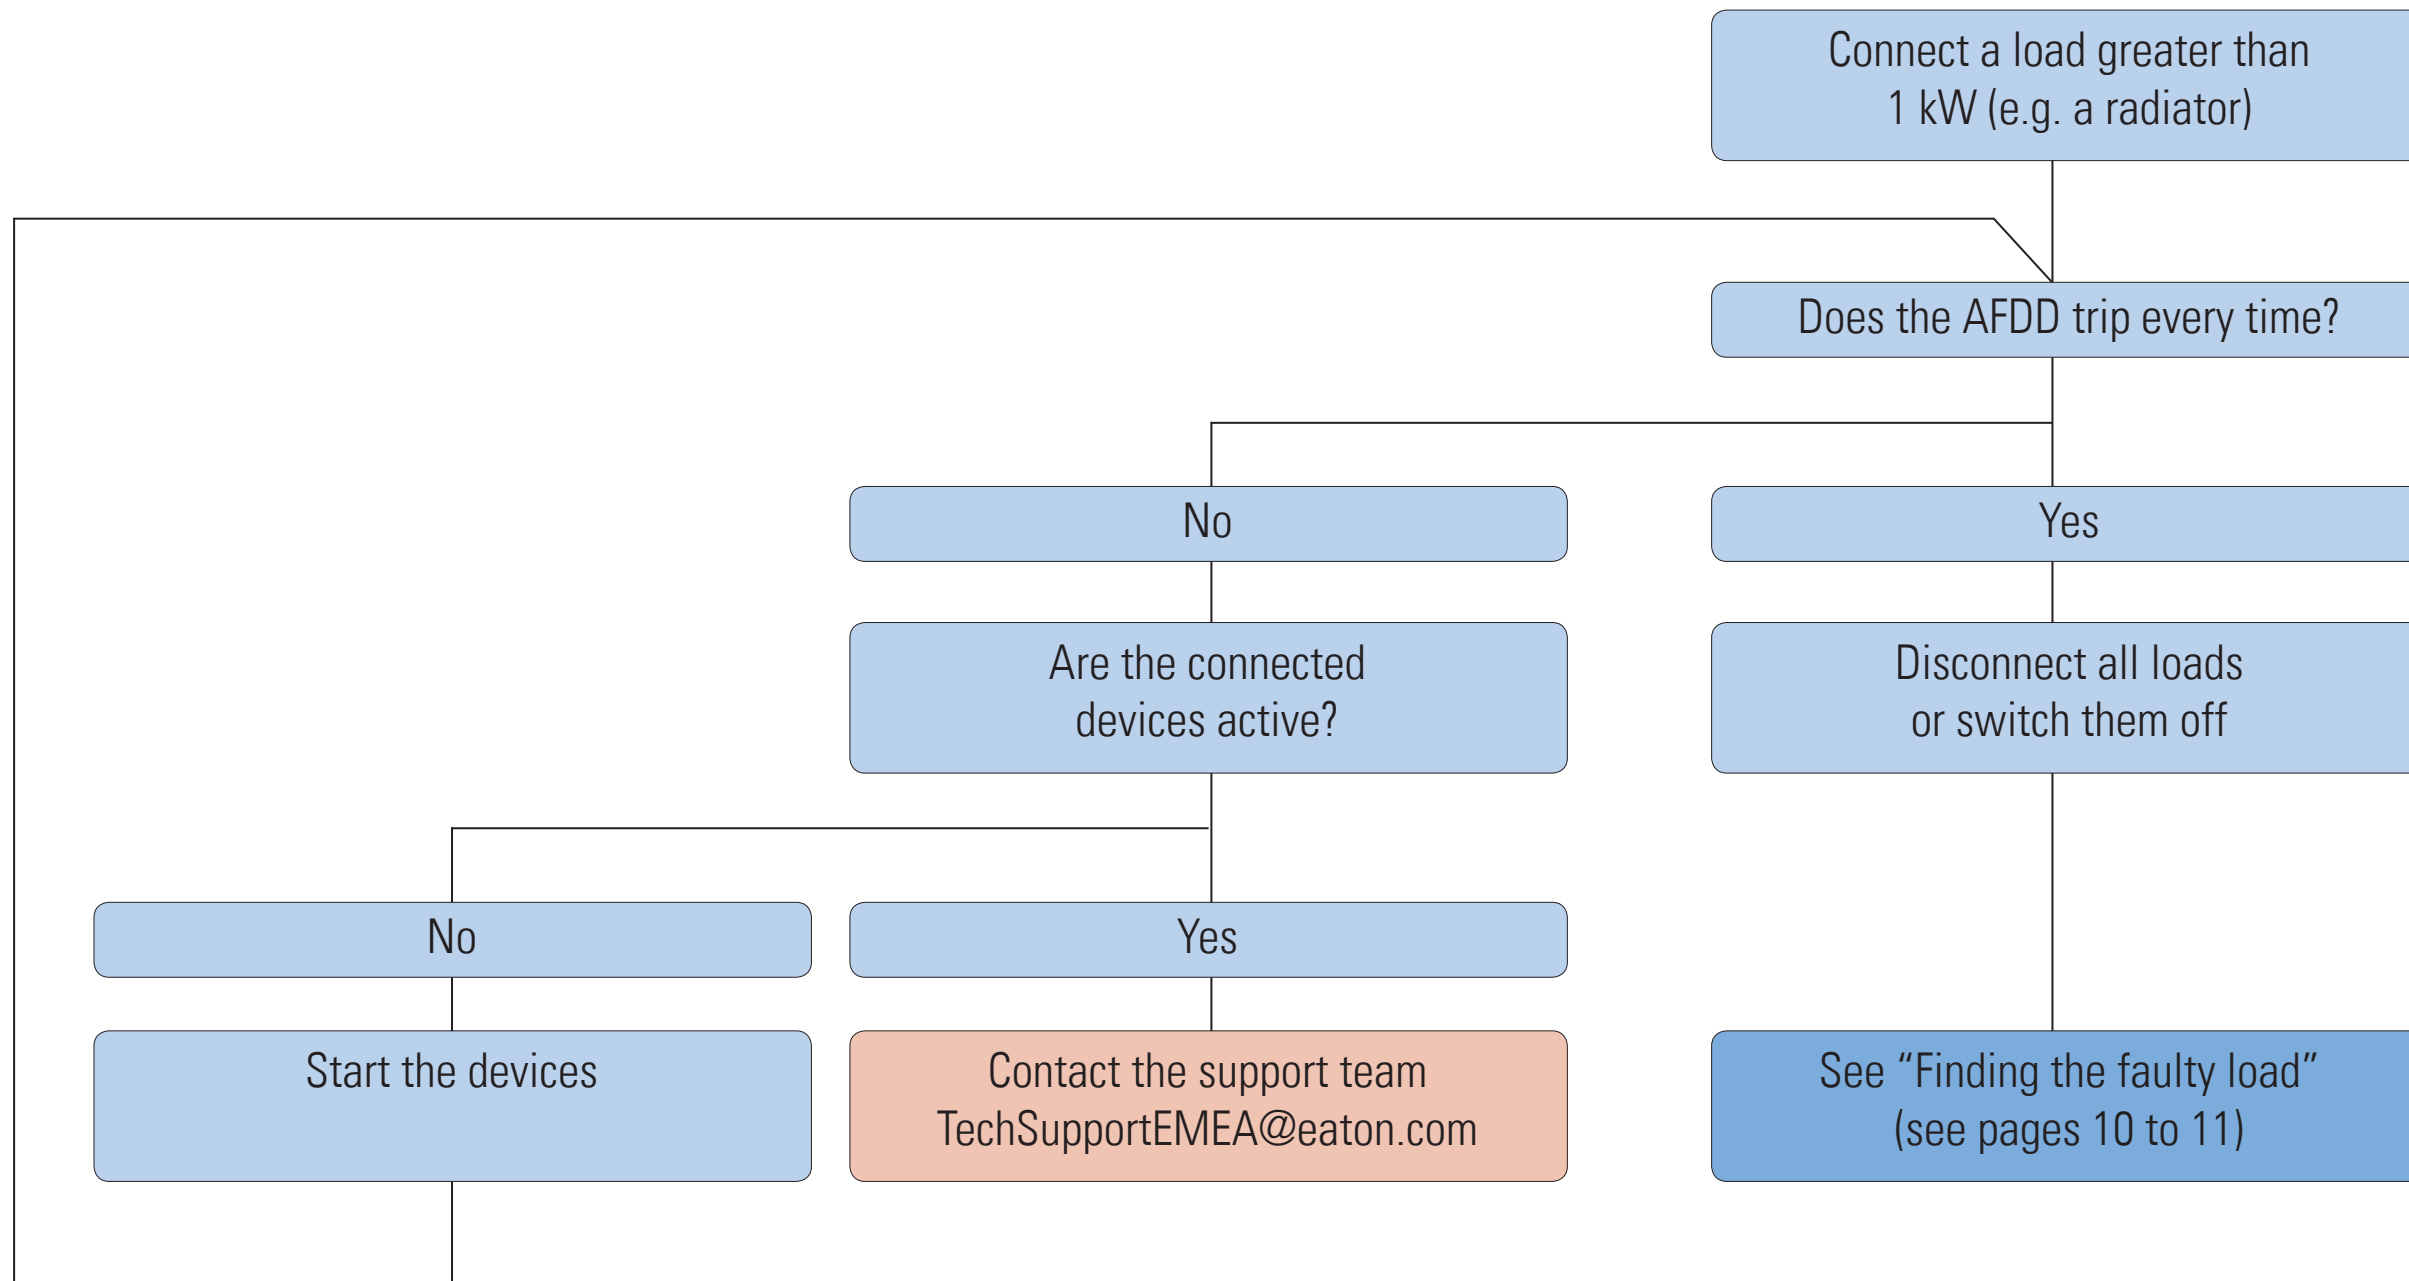 Connect a load greater than
1 kW (e.g. a radiator)
Does the AFDD trip every time?
No
Yes
Are the connected
devices active?
Disconnect all loads
or switch them off
No
Yes
Start the devices
Contact the support team
TechSupportEMEA@eaton.com
See “Finding the faulty load”
(see pages 10 to 11)